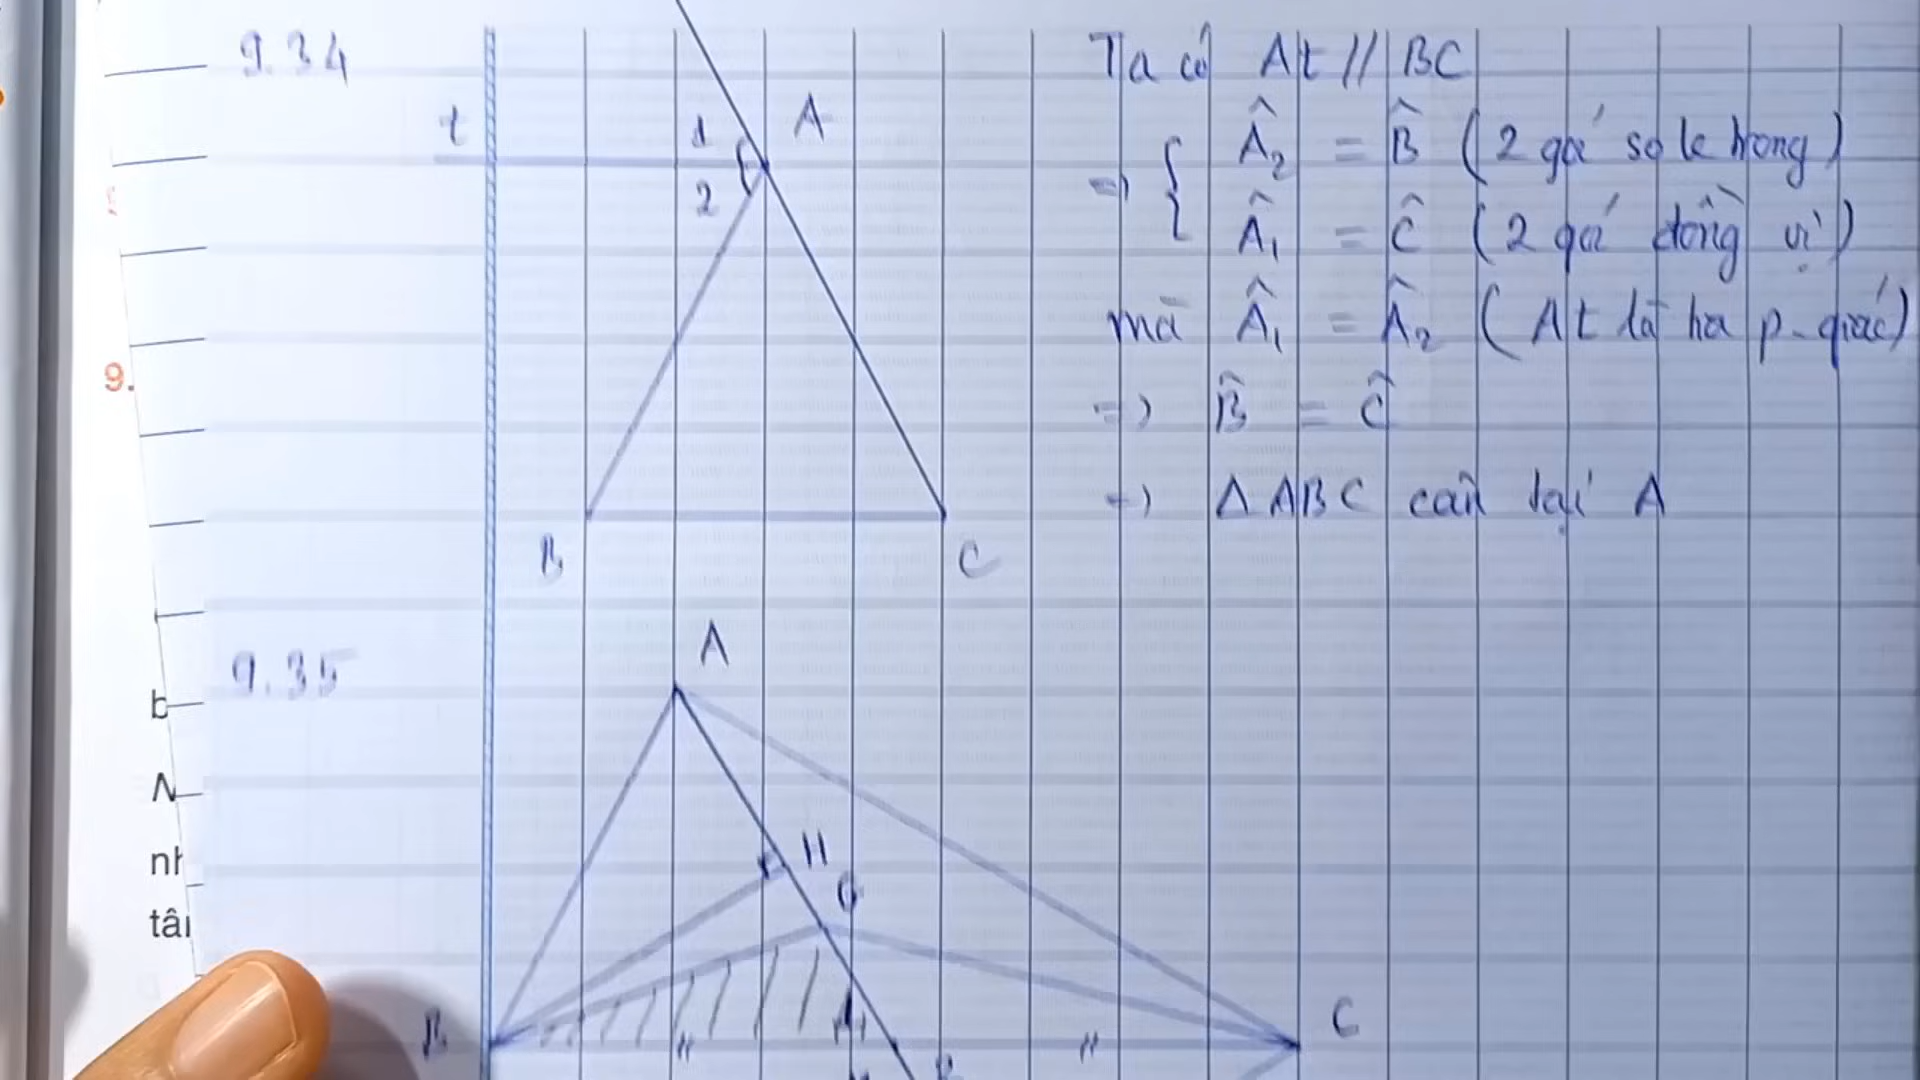 9.34
t
1
A
2
B
C
Ta có At // BC
=> { Â₂ = B̂ (2 góc so le trong)
Â₁ = Ĉ (2 góc đồng vị)
mà Â₁ = Â₂ (At là tia p-giác)
=> B̂ = Ĉ
=> Δ ABC cân tại A
9.
9.35
A
H
G
B
C
b
nh
tâ